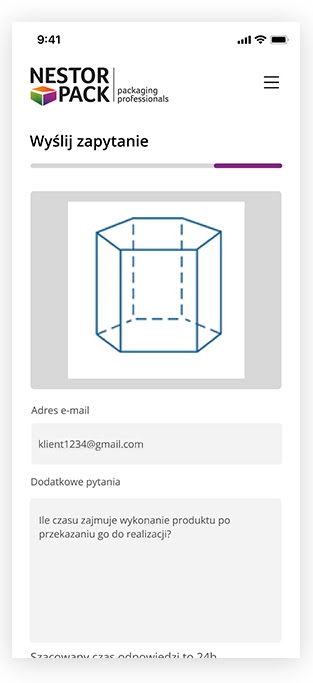 9:41
NESTOR
PACK
packaging
professionals
Wyślij zapytanie
Adres e-mail
klient1234@gmail.com
Dodatkowe pytania
Ile czasu zajmuje wykonanie produktu po
przekazaniu go do realizacji?
Szacowany czas odpowiedzi to 24h